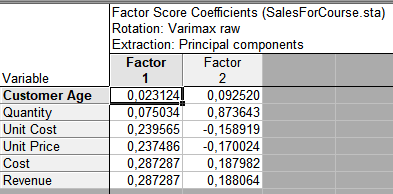 Factor Score Coefficients (SalesForCourse.sta)
Rotation: Varimax raw
Extraction: Principal components
Variable Factor 1 Factor 2
Customer Age 0,023124 0,092520
Quantity 0,075034 0,873643
Unit Cost 0,239565 -0,158919
Unit Price 0,237486 -0,170024
Cost 0,287287 0,187982
Revenue 0,287287 0,188064